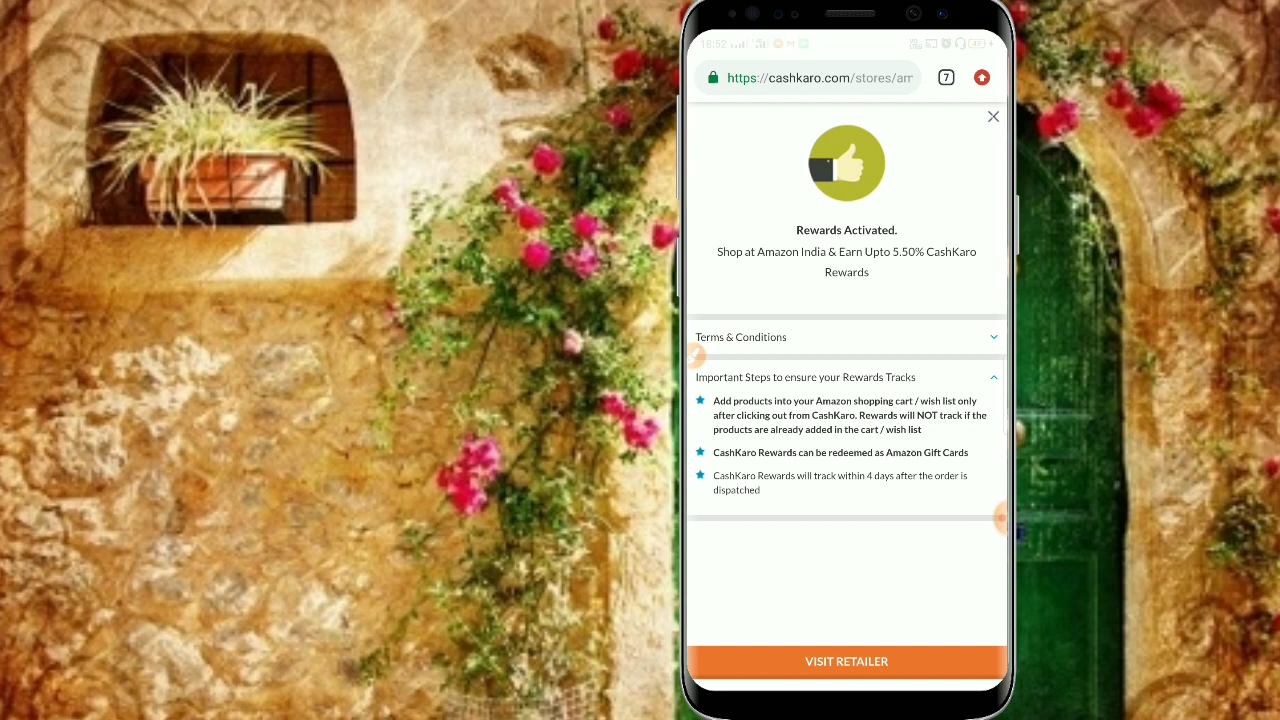 18:52
https://cashkaro.com/stores/am
7
Rewards Activated.
Shop at Amazon India & Earn Upto 5.50% CashKaro
Rewards
Terms & Conditions
Important Steps to ensure your Rewards Tracks
Add products into your Amazon shopping cart / wish list only
after clicking out from CashKaro. Rewards will NOT track if the
products are already added in the cart / wish list
CashKaro Rewards can be redeemed as Amazon Gift Cards
CashKaro Rewards will track within 4 days after the order is
dispatched
VISIT RETAILER